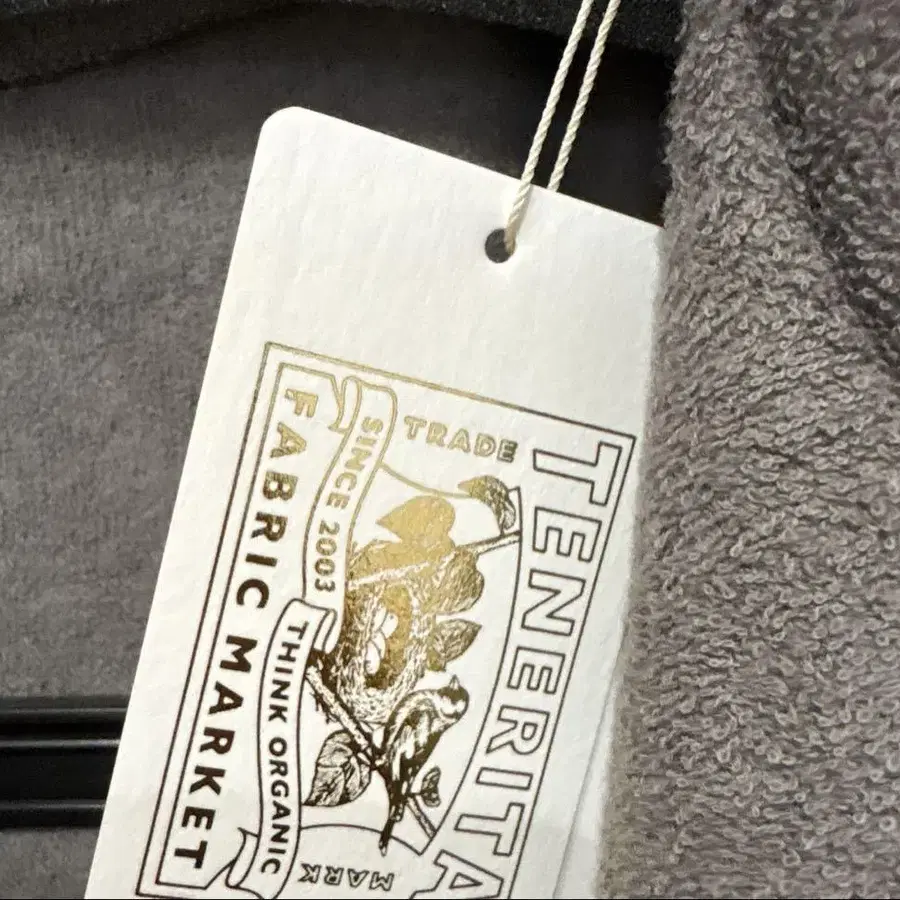 TENERITA
TRADE
MARK
SINCE 2003
THINK ORGANIC
FABRIC MARKET